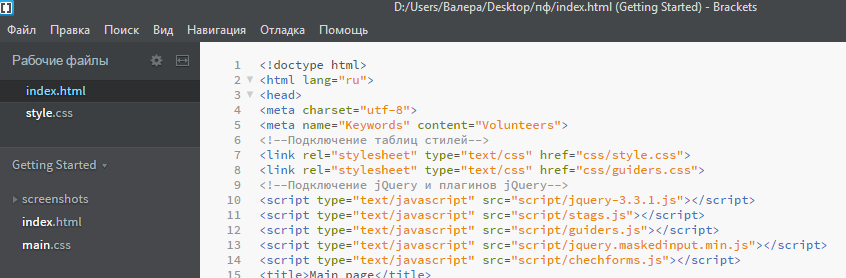 D:/Users/Валера/Desktop/пф/index.html (Getting Started) - Brackets
Файл Правка Поиск Вид Навигация Отладка Помощь
Рабочие файлы
index.html
style.css
Getting Started
screenshots
index.html
main.css
1 <!doctype html>
2 <html lang="ru">
3 <head>
4 <meta charset="utf-8">
5 <meta name="Keywords" content="Volunteers">
6 <!--Подключение таблиц стилей-->
7 <link rel="stylesheet" type="text/css" href="css/style.css">
8 <link rel="stylesheet" type="text/css" href="css/guiders.css">
9 <!--Подключение jQuery и плагинов jQuery-->
10 <script type="text/javascript" src="script/jquery-3.3.1.js"></script>
11 <script type="text/javascript" src="script/stags.js"></script>
12 <script type="text/javascript" src="script/guiders.js"></script>
13 <script type="text/javascript" src="script/jquery.maskedinput.min.js"></script>
14 <script type="text/javascript" src="script/chechforms.js"></script>
15 <title>Main page</title>